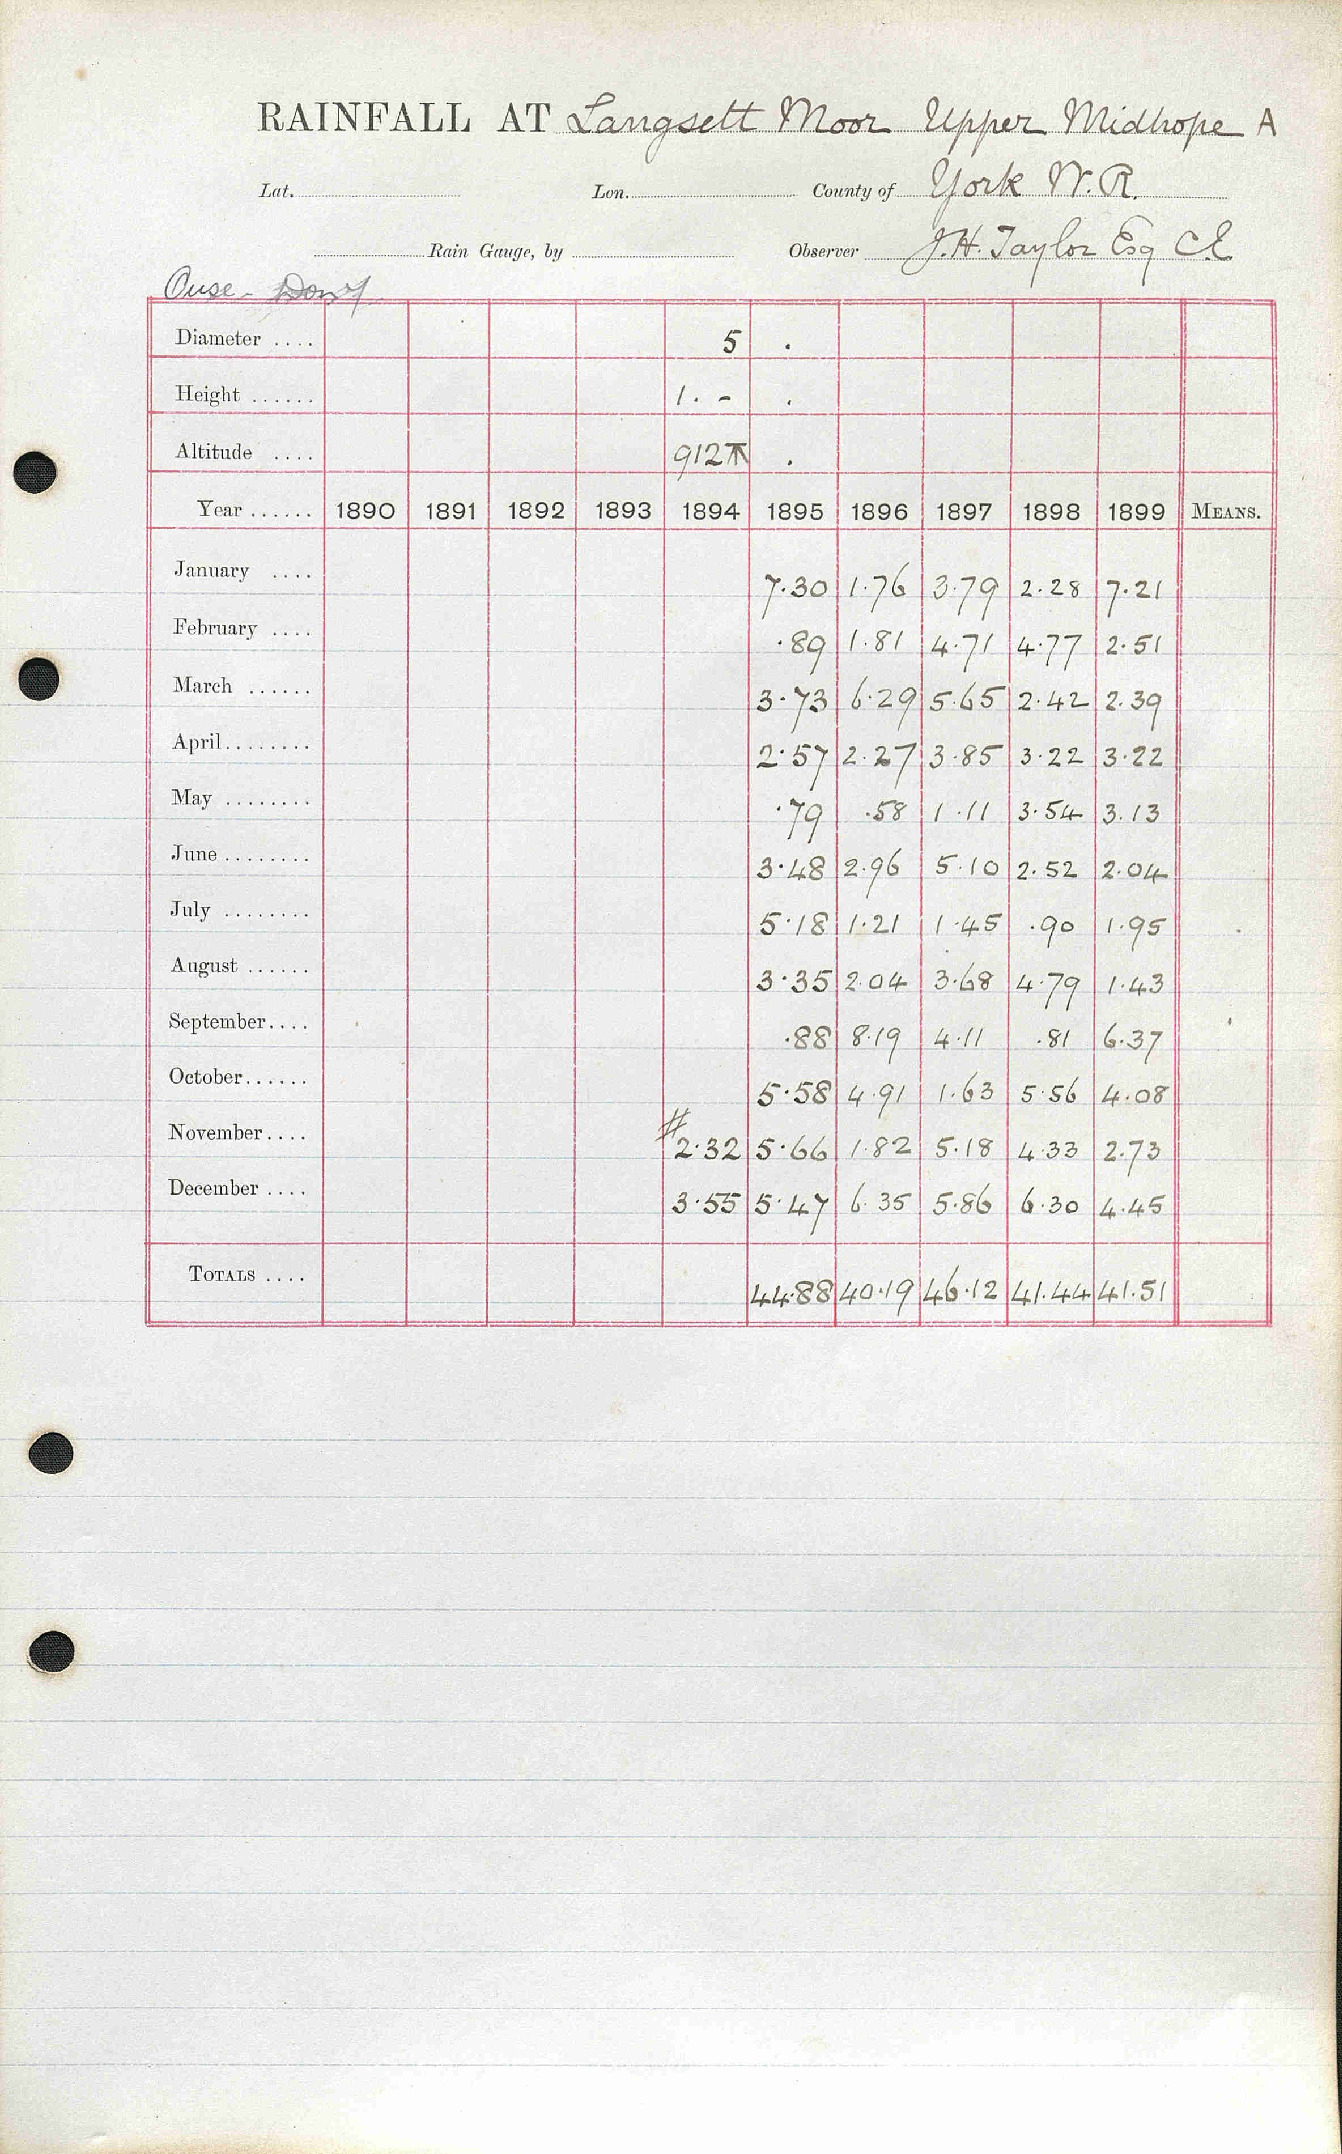 RAINFALL AT Langsett Moor Upper Midhope A
Lat. Lon. County of York W.R.
Rain Gauge, by Observer J.H. Taylor Esq CE
Ouse - Don
Diameter .... 5 .
Height ...... 1. - .
Altitude .... 912 .
Year ...... 1890 1891 1892 1893 1894 1895 1896 1897 1898 1899 MEANS.
January .... 7.30 1.76 3.79 2.28 7.21
February .... .89 1.81 4.71 4.77 2.51
March ...... 3.73 6.29 5.65 2.42 2.39
April........ 2.57 2.27 3.85 3.22 3.22
May ........ .79 .58 1.11 3.54 3.13
June ........ 3.48 2.96 5.10 2.52 2.04
July ........ 5.18 1.21 1.45 .90 1.95
August ...... 3.35 2.04 3.68 4.79 1.43
September.... .88 8.19 4.11 .81 6.37
October...... 5.58 4.91 1.63 5.56 4.08
November.... #2.32 5.66 1.82 5.18 4.33 2.73
December .... 3.55 5.47 6.35 5.86 6.30 4.45
TOTALS .... 44.88 40.19 46.12 41.44 41.51